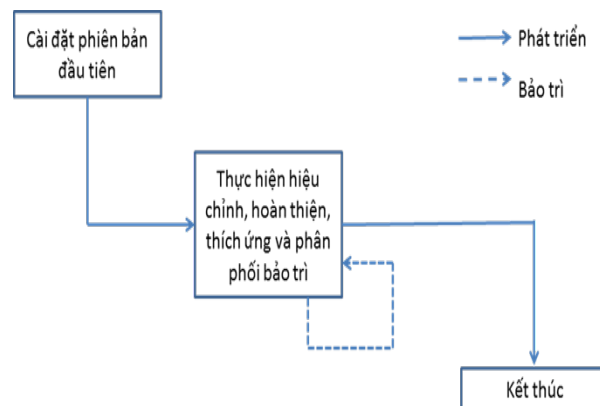 Cài đặt phiên bản
đầu tiên
Phát triển
Bảo trì
Thực hiện hiệu
chỉnh, hoàn thiện,
thích ứng và phân
phối bảo trì
Kết thúc